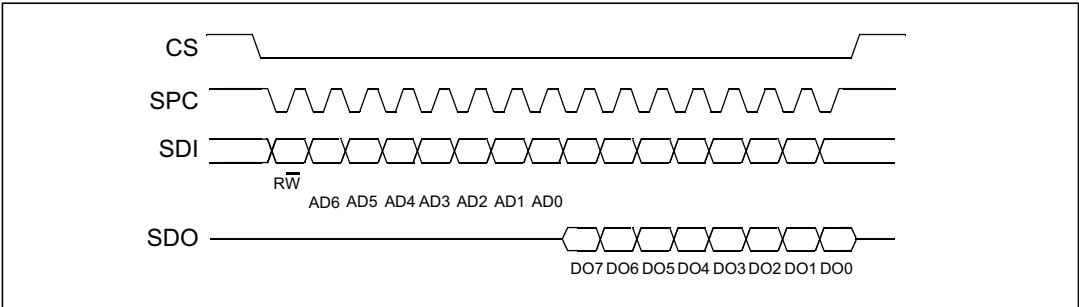 CS
SPC
SDI
RW̅
AD6 AD5 AD4 AD3 AD2 AD1 AD0
SDO
DO7 DO6 DO5 DO4 DO3 DO2 DO1 DO0